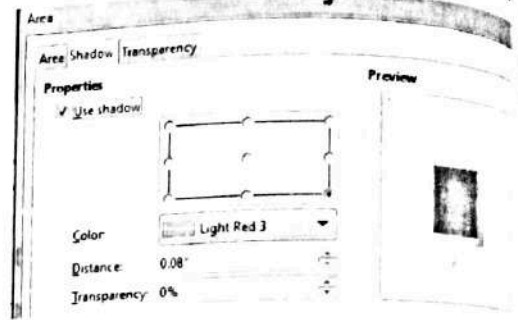 Area
Area Shadow Transparency
Properties
Preview
Use shadow
Color
Light Red 3
Distance: 0.08"
Transparency 0%